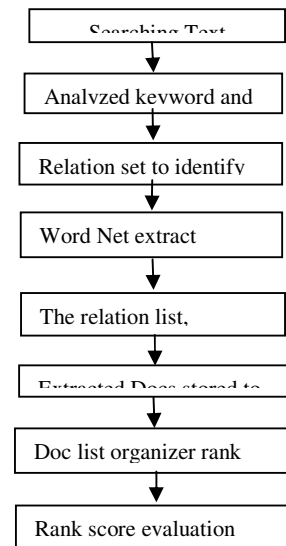 Searching Text
Analyzed keyword and
Relation set to identify
Word Net extract
The relation list,
Extracted Docs stored to
Doc list organizer rank
Rank score evaluation